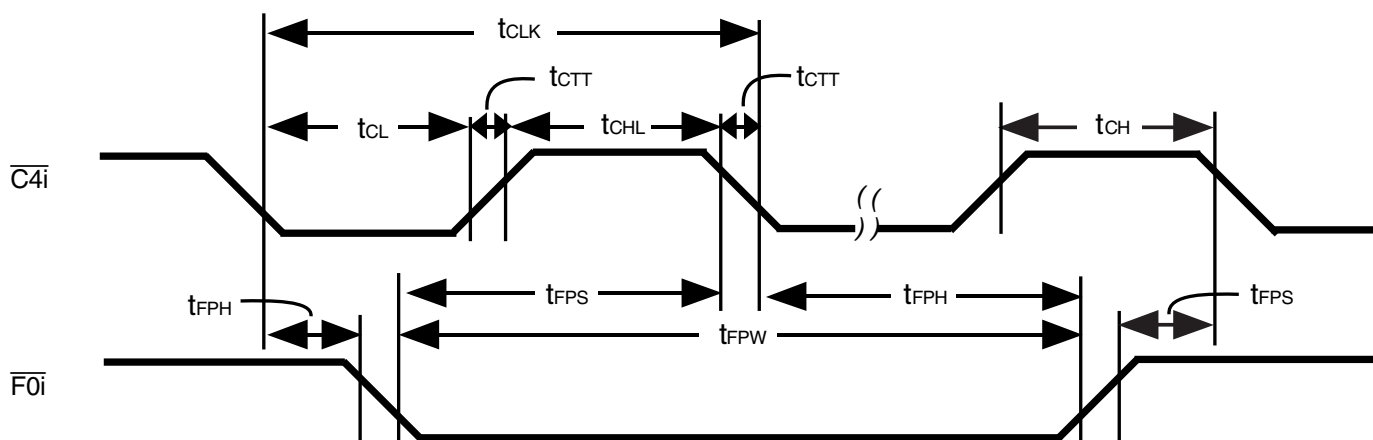 tCLK
tCTT tCTT
tCL tCHL tCH
C4i
tFPH tFPS tFPH tFPS
tFPW
F0i